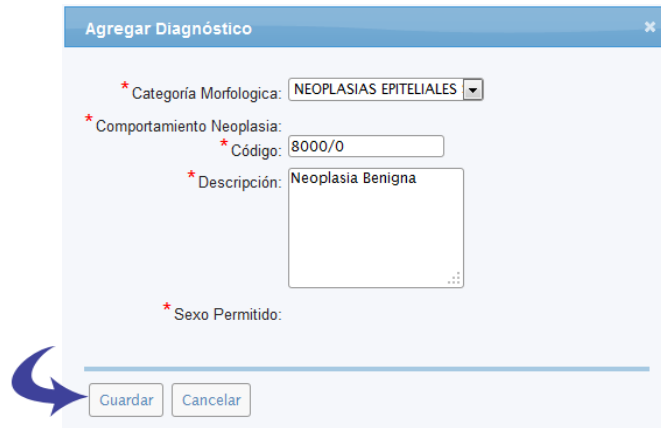 Agregar Diagnóstico
* Categoría Morfologica: NEOPLASIAS EPITELIALES
* Comportamiento Neoplasia:
* Código: 8000/0
* Descripción: Neoplasia Benigna
* Sexo Permitido:
Guardar Cancelar